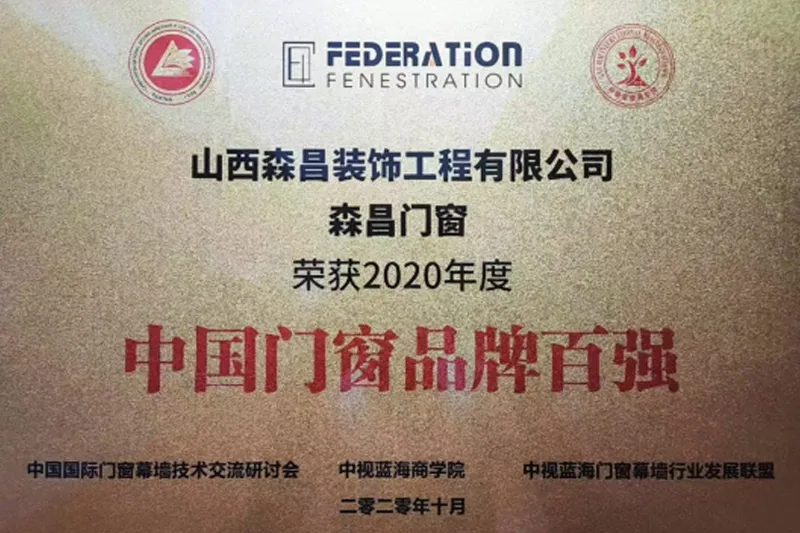 FEDERATiON
FENESTRATION
山西森昌装饰工程有限公司
森昌门窗
荣获2020年度
中国门窗品牌百强
中国国际门窗幕墙技术交流研讨会 中视蓝海商学院 中视蓝海门窗幕墙行业发展联盟
二零二零年十月